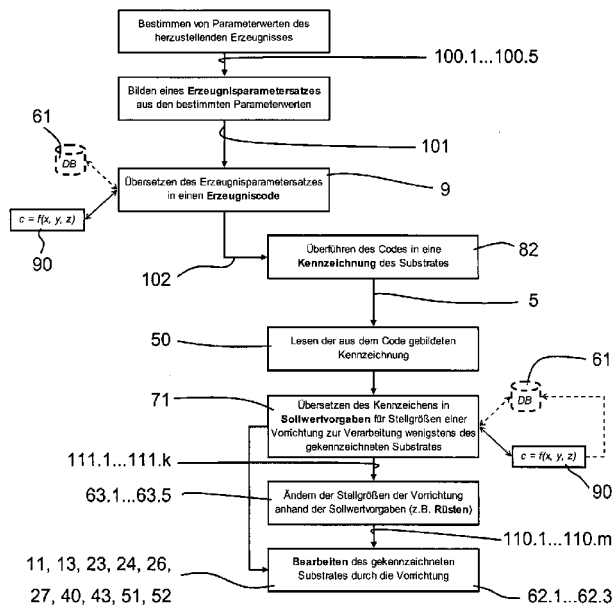 Bestimmen von Parameterwerten des
herzustellenden Erzeugnisses
100.1...100.5
Bilden eines Erzeugnisparametersatzes
aus den bestimmten Parameterwerten
61
101
DB
Übersetzen des Erzeugnisparametersatzes
in einen Erzeugniscode
9
c = f(x, y, z)
90
102
Überführen des Codes in eine
Kennzeichnung des Substrates
82
5
50
Lesen der aus dem Code gebildeten
Kennzeichnung
61
71
DB
Übersetzen des Kennzeichens in
Sollwertvorgaben für Stellgrößen einer
Vorrichtung zur Verarbeitung wenigstens des
gekennzeichneten Substrates
c = f(x, y, z)
90
111.1...111.k
63.1...63.5
Ändern der Stellgrößen der Vorrichtung
anhand der Sollwertvorgaben (z.B. Rüsten)
110.1...110.m
11, 13, 23, 24, 26,
27, 40, 43, 51, 52
Bearbeiten des gekennzeichneten
Substrates durch die Vorrichtung
62.1...62.3